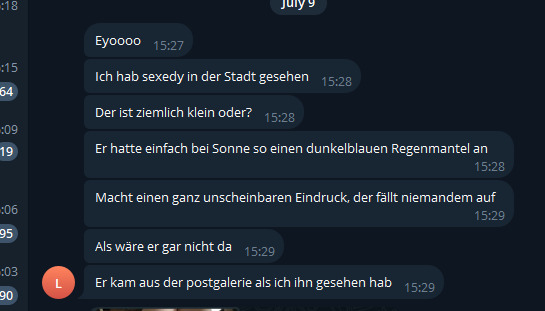 July 9
:18
Eyoooo 15:27
Ich hab sexedy in der Stadt gesehen 15:28
:15
64
Der ist ziemlich klein oder? 15:28
:09
Er hatte einfach bei Sonne so einen dunkelblauen Regenmantel an
19
15:28
Macht einen ganz unscheinbaren Eindruck, der fällt niemandem auf
:06
15:29
95
Als wäre er gar nicht da 15:29
:03
L
Er kam aus der postgalerie als ich ihn gesehen hab 15:29
90